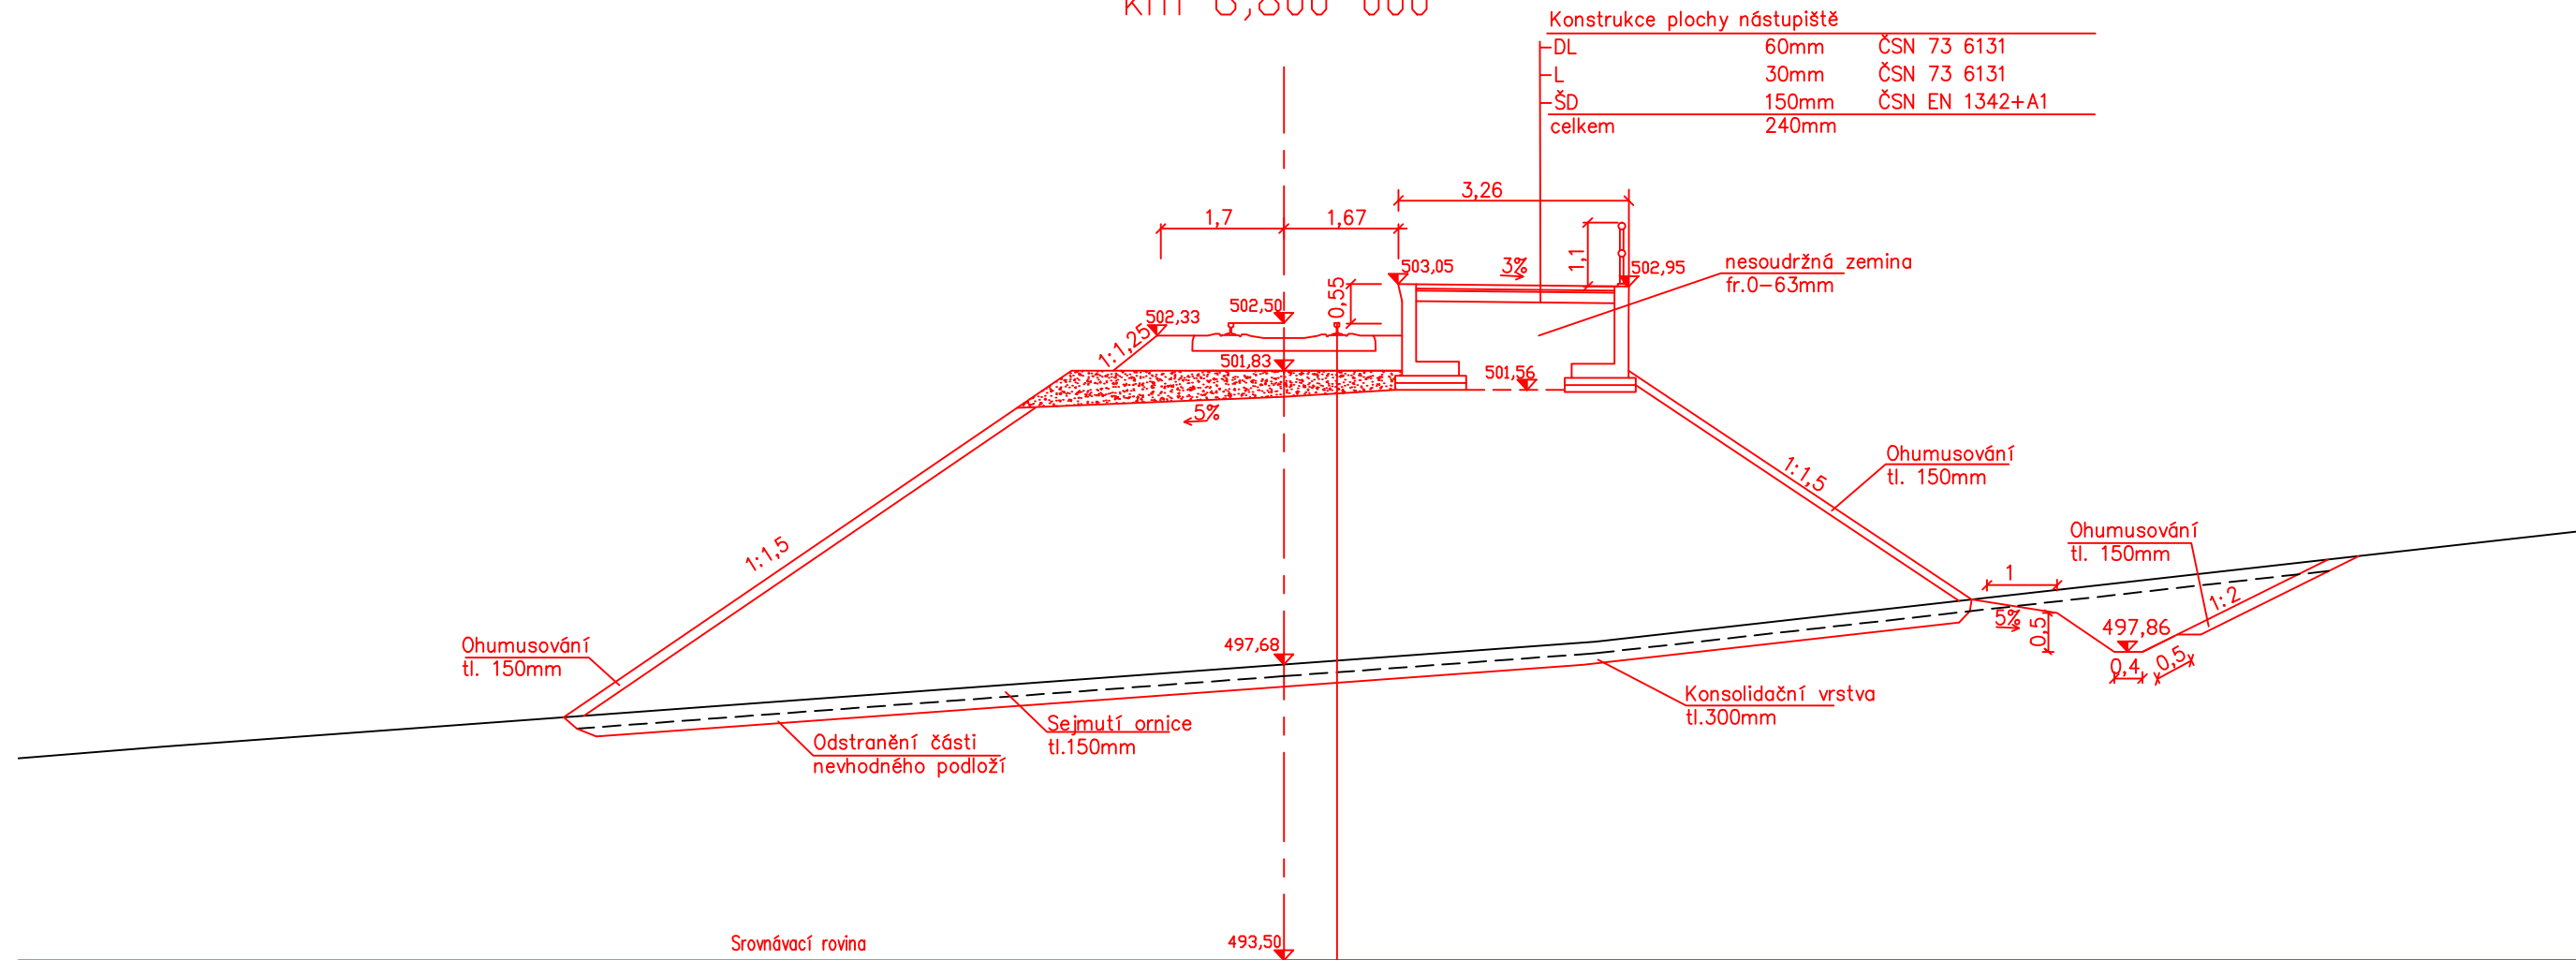 Konstrukce plochy nástupiště
DL 60mm ČSN 73 6131
L 30mm ČSN 73 6131
ŠD 150mm ČSN EN 1342+A1
celkem 240mm
3,26
1,7 1,67
1,1
503,05 3% 502,95
nesoudržná zemina
fr.0-63mm
0,55
502,50
502,33
1:1,25
501,83
501,56
5%
1:1,5
Ohumusování
tl. 150mm
1:1,5
Ohumusování
tl. 150mm
1
1:2
5%
0,5
497,86
0,4
0,5
Ohumusování
tl. 150mm
497,68
Konsolidační vrstva
tl.300mm
Sejmutí ornice
tl.150mm
Odstranění části
nevhodného podloží
Srovnávací rovina 493,50